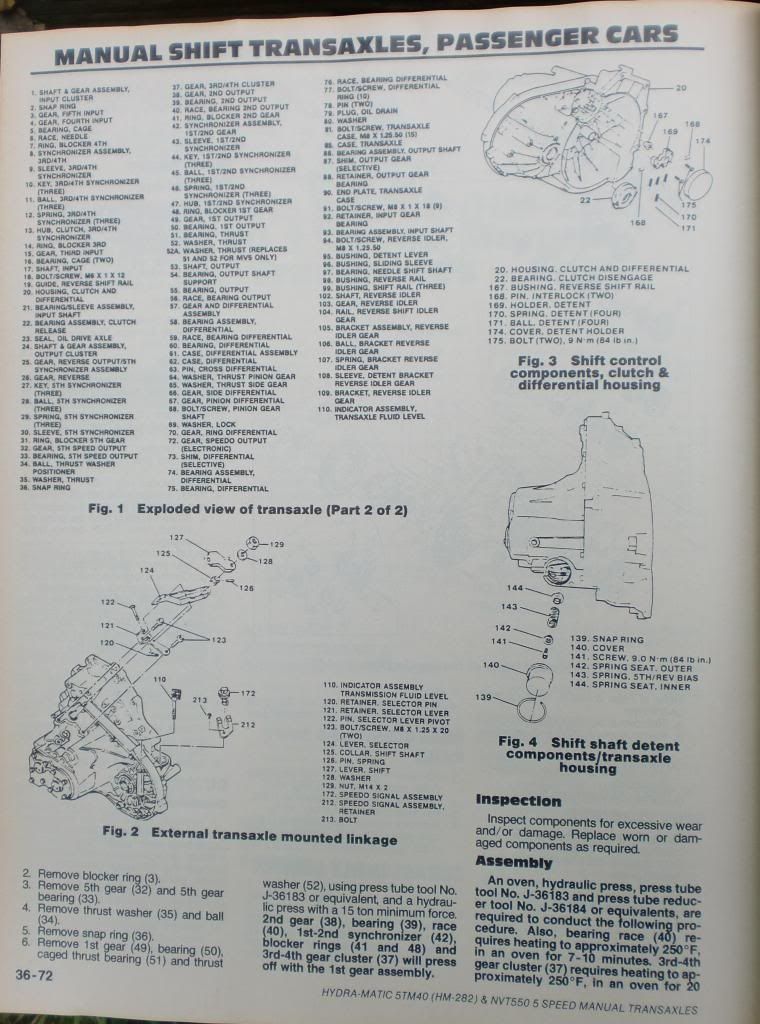 MANUAL SHIFT TRANSAXLES, PASSENGER CARS
1. SHAFT & GEAR ASSEMBLY,
INPUT CLUSTER
2. SNAP RING
3. GEAR, FIFTH INPUT
4. GEAR, FOURTH INPUT
5. BEARING, CAGE
6. RACE, NEEDLE
7. RING, BLOCKER 4TH
8. SYNCHRONIZER ASSEMBLY,
3RD/4TH
9. SLEEVE, 3RD/4TH
SYNCHRONIZER
10. KEY, 3RD/4TH SYNCHRONIZER
(THREE)
11. BALL, 3RD/4TH SYNCHRONIZER
(THREE)
12. SPRING, 3RD/4TH
SYNCHRONIZER (THREE)
13. HUB, CLUTCH, 3RD/4TH
SYNCHRONIZER
14. RING, BLOCKER 3RD
15. GEAR, THIRD INPUT
16. BEARING, CAGE (TWO)
17. SHAFT, INPUT
18. BOLT/SCREW, M6 X 1 X 12
19. GUIDE, REVERSE SHIFT RAIL
20. HOUSING, CLUTCH AND
DIFFERENTIAL
21. BEARING/SLEEVE ASSEMBLY,
INPUT SHAFT
22. BEARING ASSEMBLY, CLUTCH
RELEASE
23. SEAL, OIL DRIVE AXLE
24. SHAFT & GEAR ASSEMBLY,
OUTPUT CLUSTER
25. GEAR, REVERSE OUTPUT/5TH
SYNCHRONIZER ASSEMBLY
26. GEAR, REVERSE
27. KEY, 5TH SYNCHRONIZER
(THREE)
28. BALL, 5TH SYNCHRONIZER
(THREE)
29. SPRING, 5TH SYNCHRONIZER
(THREE)
30. SLEEVE, 5TH SYNCHRONIZER
31. RING, BLOCKER 5TH GEAR
32. GEAR, 5TH SPEED OUTPUT
33. BEARING, 5TH SPEED OUTPUT
34. BALL, THRUST WASHER
POSITIONER
35. WASHER, THRUST
36. SNAP RING
37. GEAR, 3RD/4TH CLUSTER
38. GEAR, 2ND OUTPUT
39. BEARING, 2ND OUTPUT
40. RACE, BEARING 2ND OUTPUT
41. RING, BLOCKER 2ND GEAR
42. SYNCHRONIZER ASSEMBLY,
1ST/2ND GEAR
43. SLEEVE, 1ST/2ND
SYNCHRONIZER
44. KEY, 1ST/2ND SYNCHRONIZER
(THREE)
45. BALL, 1ST/2ND SYNCHRONIZER
(THREE)
46. SPRING, 1ST/2ND
SYNCHRONIZER (THREE)
47. HUB, 1ST/2ND SYNCHRONIZER
48. RING, BLOCKER 1ST GEAR
49. GEAR, 1ST OUTPUT
50. BEARING, 1ST OUTPUT
51. BEARING, THRUST
52. WASHER, THRUST
52A. WASHER, THRUST (REPLACES
51 AND 52 FOR MV5 ONLY)
53. SHAFT, OUTPUT
54. BEARING, OUTPUT SHAFT
SUPPORT
55. BEARING, OUTPUT
56. RACE, BEARING OUTPUT
57. GEAR AND DIFFERENTIAL
ASSEMBLY
58. BEARING ASSEMBLY,
DIFFERENTIAL
59. RACE, BEARING DIFFERENTIAL
60. BEARING, DIFFERENTIAL
61. CASE, DIFFERENTIAL ASSEMBLY
62. CASE, DIFFERENTIAL
63. PIN, CROSS DIFFERENTIAL
64. WASHER, THRUST PINION GEAR
65. WASHER, THRUST SIDE GEAR
66. GEAR, SIDE DIFFERENTIAL
67. GEAR, PINION DIFFERENTIAL
68. BOLT/SCREW, PINION GEAR
SHAFT
69. WASHER, LOCK
70. GEAR, RING DIFFERENTIAL
72. GEAR, SPEEDO OUTPUT
(ELECTRONIC)
73. SHIM, DIFFERENTIAL
(SELECTIVE)
74. BEARING ASSEMBLY,
DIFFERENTIAL
75. BEARING, DIFFERENTIAL
76. RACE, BEARING DIFFERENTIAL
77. BOLT/SCREW, DIFFERENTIAL
RING (10)
78. PIN (TWO)
79. PLUG, OIL DRAIN
80. WASHER
81. BOLT/SCREW, TRANSAXLE
CASE, M8 X 1.25.50 (15)
85. CASE, TRANSAXLE
86. BEARING ASSEMBLY, OUTPUT SHAFT
87. SHIM, OUTPUT GEAR
(SELECTIVE)
88. RETAINER, OUTPUT GEAR
BEARING
90. END PLATE, TRANSAXLE
CASE
91. BOLT/SCREW, M8 X 1 X 18 (9)
92. RETAINER, INPUT GEAR
BEARING
93. BEARING ASSEMBLY, INPUT SHAFT
94. BOLT/SCREW, REVERSE IDLER,
M8 X 1.25.50
95. BUSHING, DETENT LEVER
96. BUSHING, SLIDING SLEEVE
97. BEARING, NEEDLE SHIFT SHAFT
98. BUSHING, REVERSE RAIL
99. BUSHING, SHIFT RAIL (THREE)
102. SHAFT, REVERSE IDLER
103. GEAR, REVERSE IDLER
104. RAIL, REVERSE SHIFT IDLER
GEAR
105. BRACKET ASSEMBLY, REVERSE
IDLER GEAR
106. BALL, BRACKET REVERSE
IDLER GEAR
107. SPRING, BRACKET REVERSE
IDLER GEAR
108. SLEEVE, DETENT BRACKET
REVERSE IDLER GEAR
109. BRACKET, REVERSE IDLER
GEAR
110. INDICATOR ASSEMBLY,
TRANSAXLE FLUID LEVEL
Fig. 1 Exploded view of transaxle (Part 2 of 2)
20
167
169
168
174
22
168
175
170
171
20. HOUSING, CLUTCH AND DIFFERENTIAL
22. BEARING, CLUTCH DISENGAGE
167. BUSHING, REVERSE SHIFT RAIL
168. PIN, INTERLOCK (TWO)
169. HOLDER, DETENT
170. SPRING, DETENT (FOUR)
171. BALL, DETENT (FOUR)
174. COVER, DETENT HOLDER
175. BOLT (TWO), 9 N·m (84 lb in.)
Fig. 3 Shift control
components, clutch &
differential housing
127
129
125
128
124
126
122
121
123
120
110
172
213
212
110. INDICATOR ASSEMBLY
TRANSMISSION FLUID LEVEL
120. RETAINER, SELECTOR PIN
121. RETAINER, SELECTOR LEVER
122. PIN, SELECTOR LEVER PIVOT
123. BOLT/SCREW, M8 X 1.25 X 20
(TWO)
124. LEVER, SELECTOR
125. COLLAR, SHIFT SHAFT
126. PIN, SPRING
127. LEVER, SHIFT
128. WASHER
129. NUT, M14 X 2
172. SPEEDO SIGNAL ASSEMBLY
212. SPEEDO SIGNAL ASSEMBLY,
RETAINER
213. BOLT
Fig. 2 External transaxle mounted linkage
144
143
142
141
140
139
139. SNAP RING
140. COVER
141. SCREW, 9.0 N·m (84 lb in.)
142. SPRING SEAT, OUTER
143. SPRING, 5TH/REV BIAS
144. SPRING SEAT, INNER
Fig. 4 Shift shaft detent
components/transaxle
housing
2. Remove blocker ring (3).
3. Remove 5th gear (32) and 5th gear
bearing (33).
4. Remove thrust washer (35) and ball
(34).
5. Remove snap ring (36).
6. Remove 1st gear (49), bearing (50),
caged thrust bearing (51) and thrust
washer (52), using press tube tool No.
J-36183 or equivalent, and a hydrau-
lic press with a 15 ton minimum force.
2nd gear (38), bearing (39), race
(40), 1st-2nd synchronizer (42),
blocker rings (41 and 48) and
3rd-4th gear cluster (37) will press
off with the 1st gear assembly.
Inspection
Inspect components for excessive wear
and/or damage. Replace worn or dam-
aged components as required.
Assembly
An oven, hydraulic press, press tube
tool No. J-36183 and press tube reduc-
er tool No. J-36184 or equivalents, are
required to conduct the following pro-
cedure. Also, bearing race (40) re-
quires heating to approximately 250°F,
in an oven for 7-10 minutes. 3rd-4th
gear cluster (37) requires heating to ap-
proximately 250°F, in an oven for 20
36-72
HYDRA-MATIC 5TM40 (HM-282) & NVT550 5 SPEED MANUAL TRANSAXLES